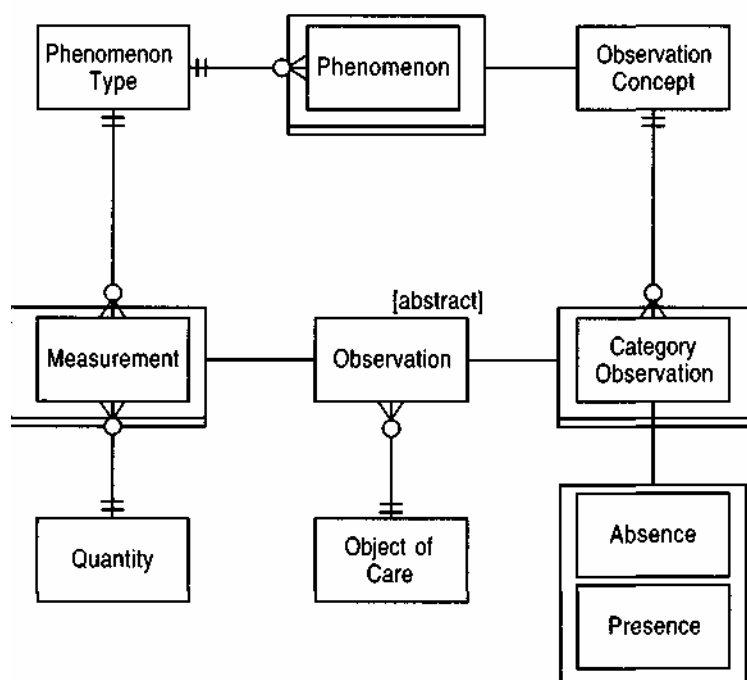 Phenomenon
Type
Phenomenon
Observation
Concept
[abstract]
Measurement
Observation
Category
Observation
Quantity
Object of
Care
Absence
Presence